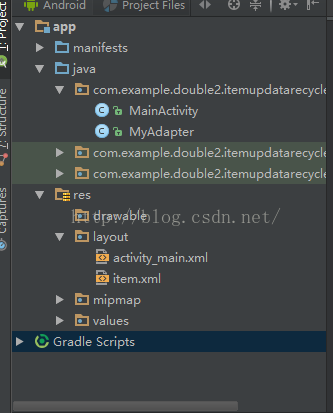 Android
Project Files
1: Project
app
manifests
java
com.example.double2.itemupdatarecycle
MainActivity
MyAdapter
com.example.double2.itemupdatarecycle
com.example.double2.itemupdatarecycle
res
drawable
http://blog.csdn.net/
layout
activity_main.xml
item.xml
mipmap
values
Gradle Scripts
7: Structure
Captures